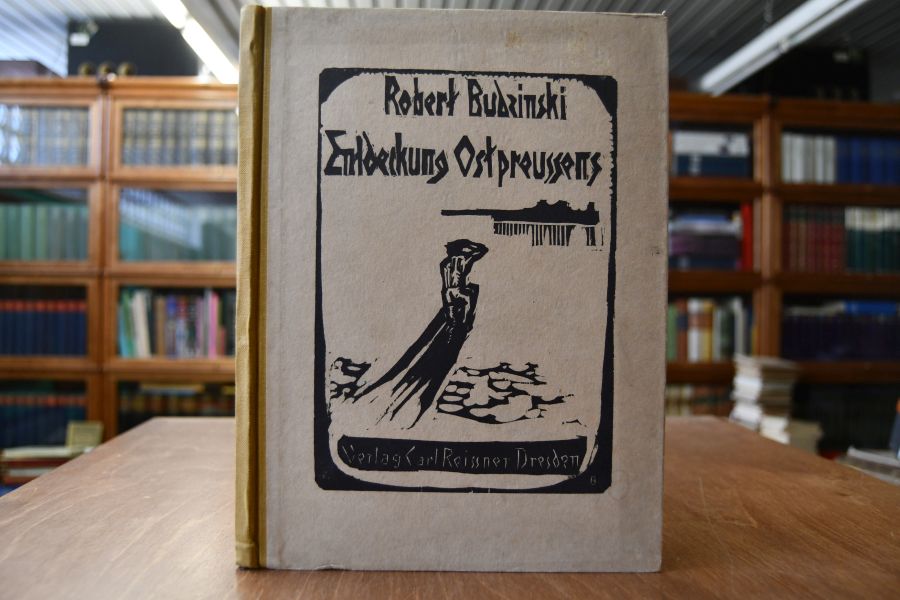 Robert Budzinski
Entdeckung Ostpreussens
Verlag Carl Reissner Dresden